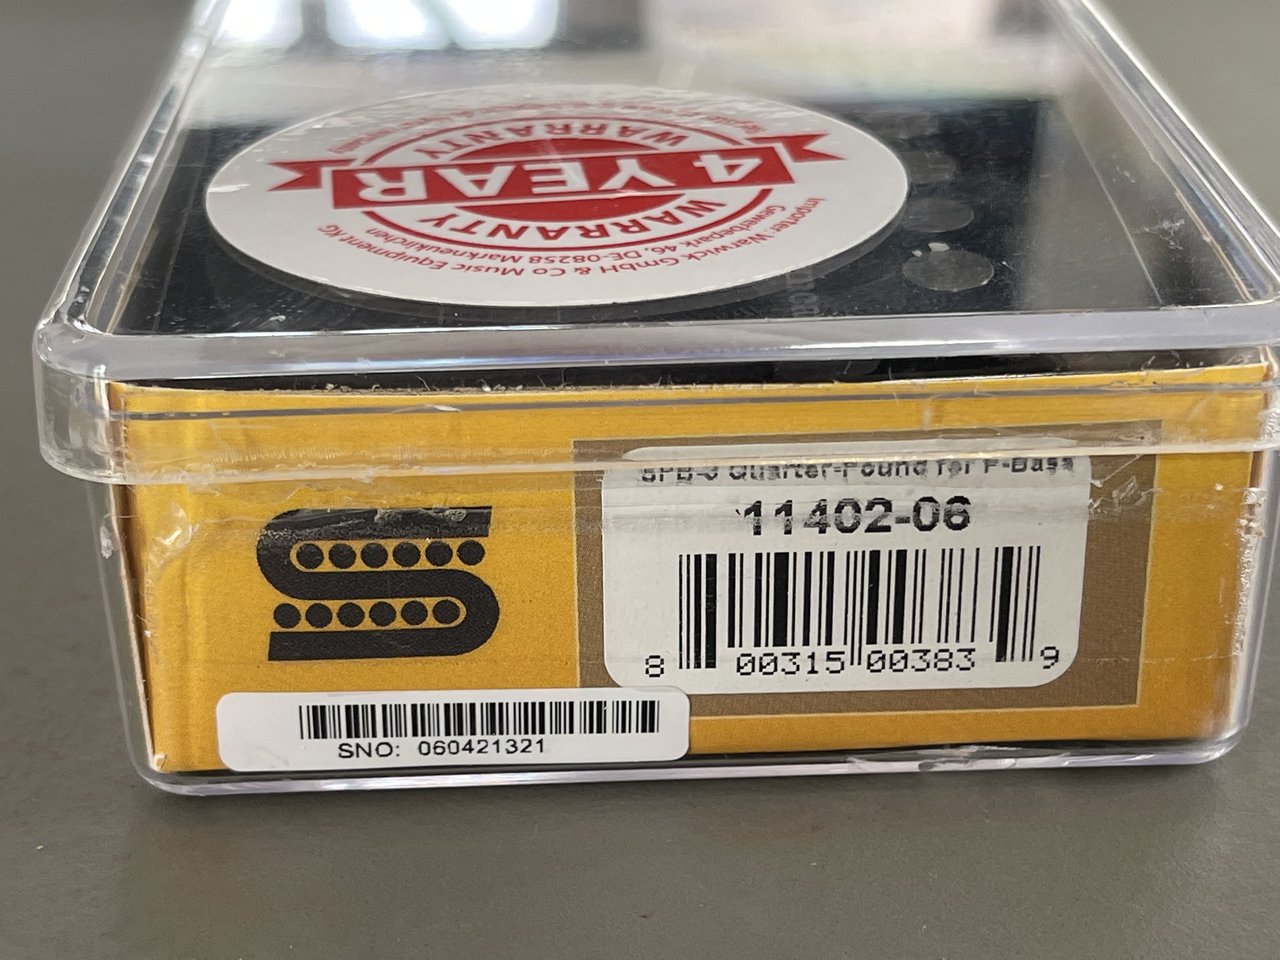 4 YEAR
WARRANTY
WARRANTY
Importer Warwick GmbH & Co Music Equipment KG
Gewerbepark 46, DE-08258 Markneukirchen
SPB-3 Quarter-Pound for P-Bass
11402-06
8 00315 00383 9
SNO: 060421321